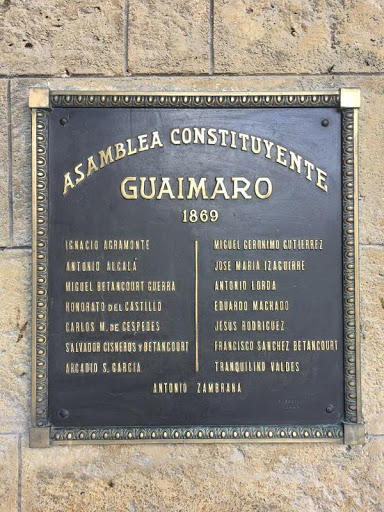 ASAMBLEA CONSTITUYENTE
GUAIMARO
1869
IGNACIO AGRAMONTE
ANTONIO ALCALÁ
MIGUEL BETANCOURT GUERRA
HONORATO DEL CASTILLO
CARLOS M. DE CESPEDES
SALVADOR CISNEROS Y BETANCOURT
ARCADIO S. GARCIA
MIGUEL GERONIMO GUTIERREZ
JOSE MARIA IZAGUIRRE
ANTONIO LORDA
EDUARDO MACHADO
JESUS RODRIGUEZ
FRANCISCO SANCHEZ BETANCOURT
TRANQUILINO VALDES
ANTONIO ZAMBRANA